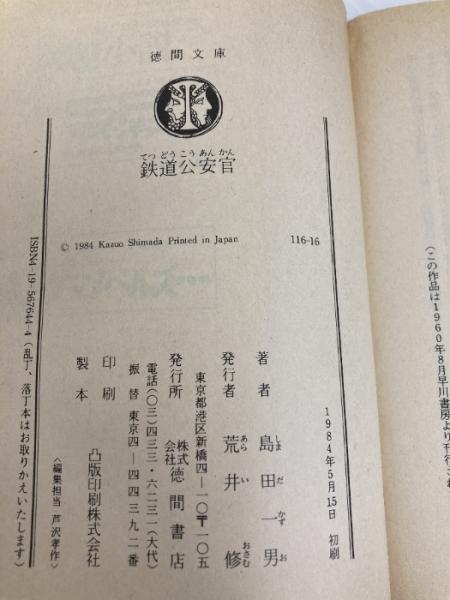 徳間文庫
てつどうこうあんかん
鉄道公安官
© 1984 Kazuo Shimada Printed in Japan
116-16
1984年5月15日 初刷
著者 島田一男
しまだかずお
発行者 荒井修
あらいおさむ
東京都港区新橋四―一〇〒一〇五
発行所 株式会社徳間書店
電話(〇三)四三三・六二三一(大代)
振替 東京四―四四三九二番
印刷
製本 凸版印刷株式会社
〈編集担当 芦沢孝作〉
ISBN4-19-567644-4(乱丁、落丁本はお取りかえいたします)
(この作品は1960年8月早川書房より刊行され